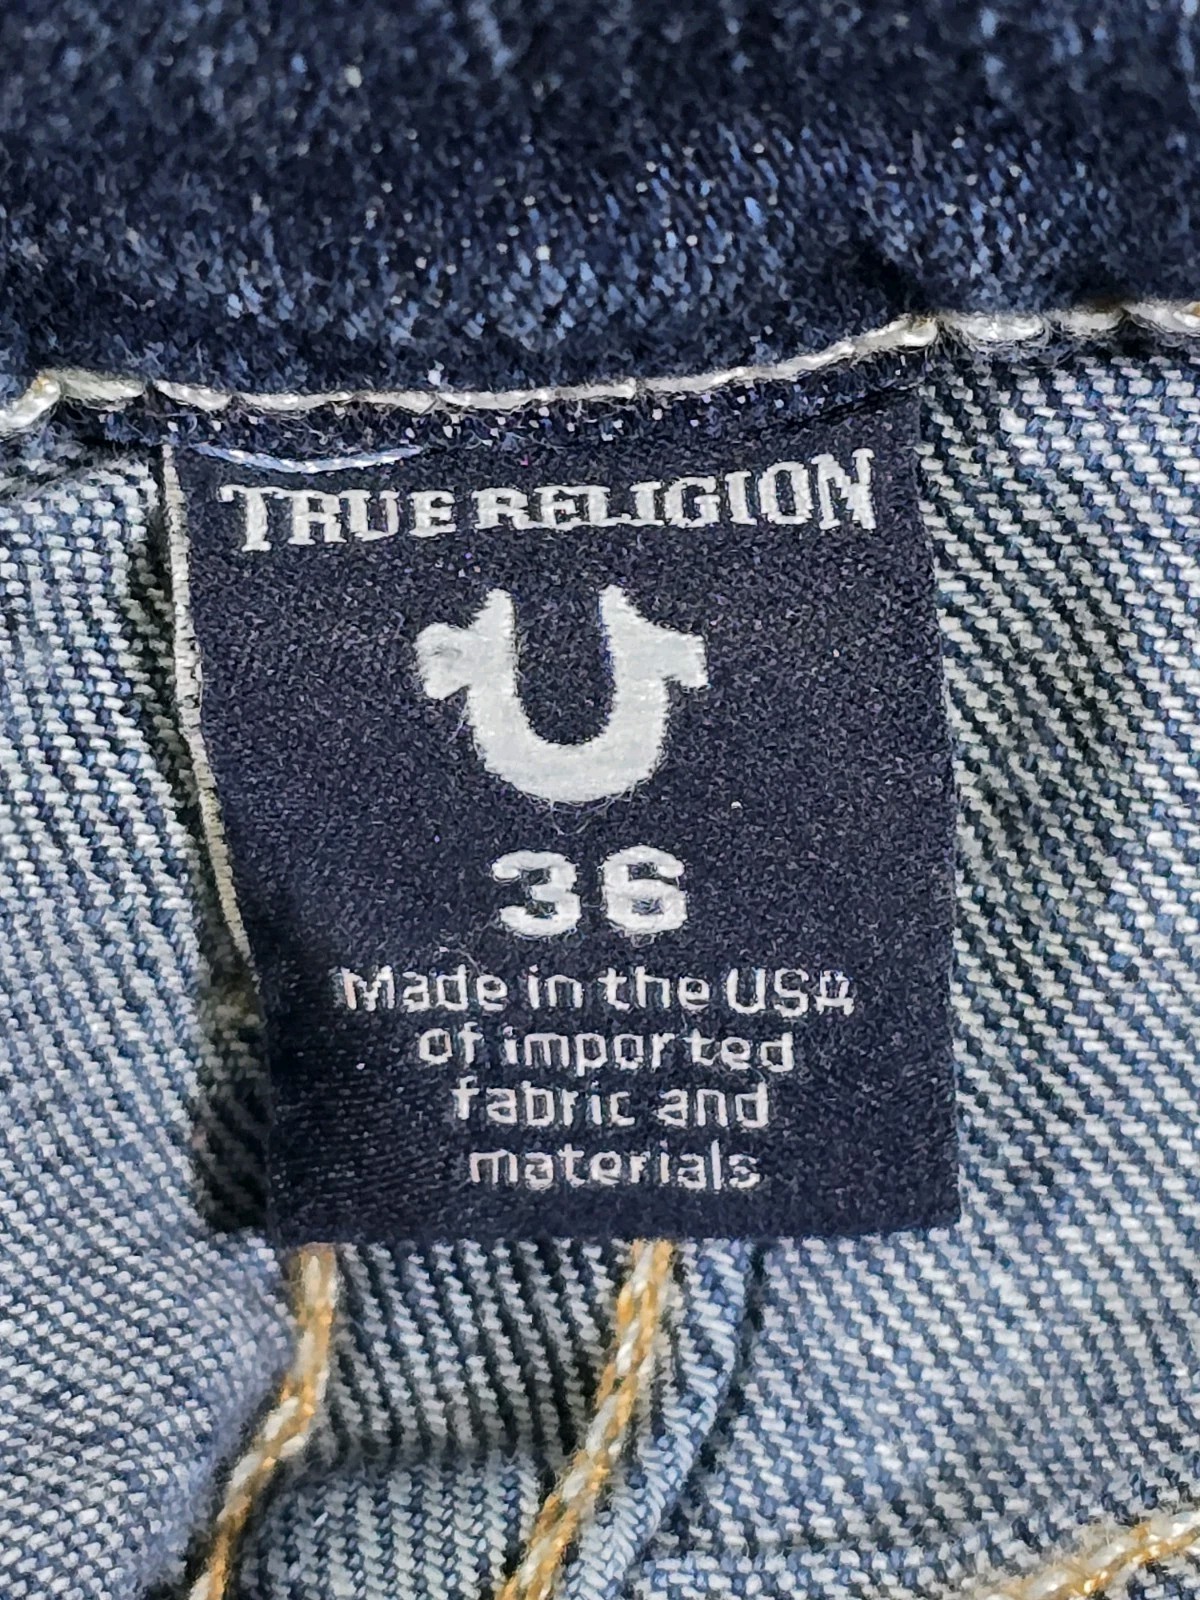 TRUE RELIGION
36
Made in the USA
of imported
fabric and
materials